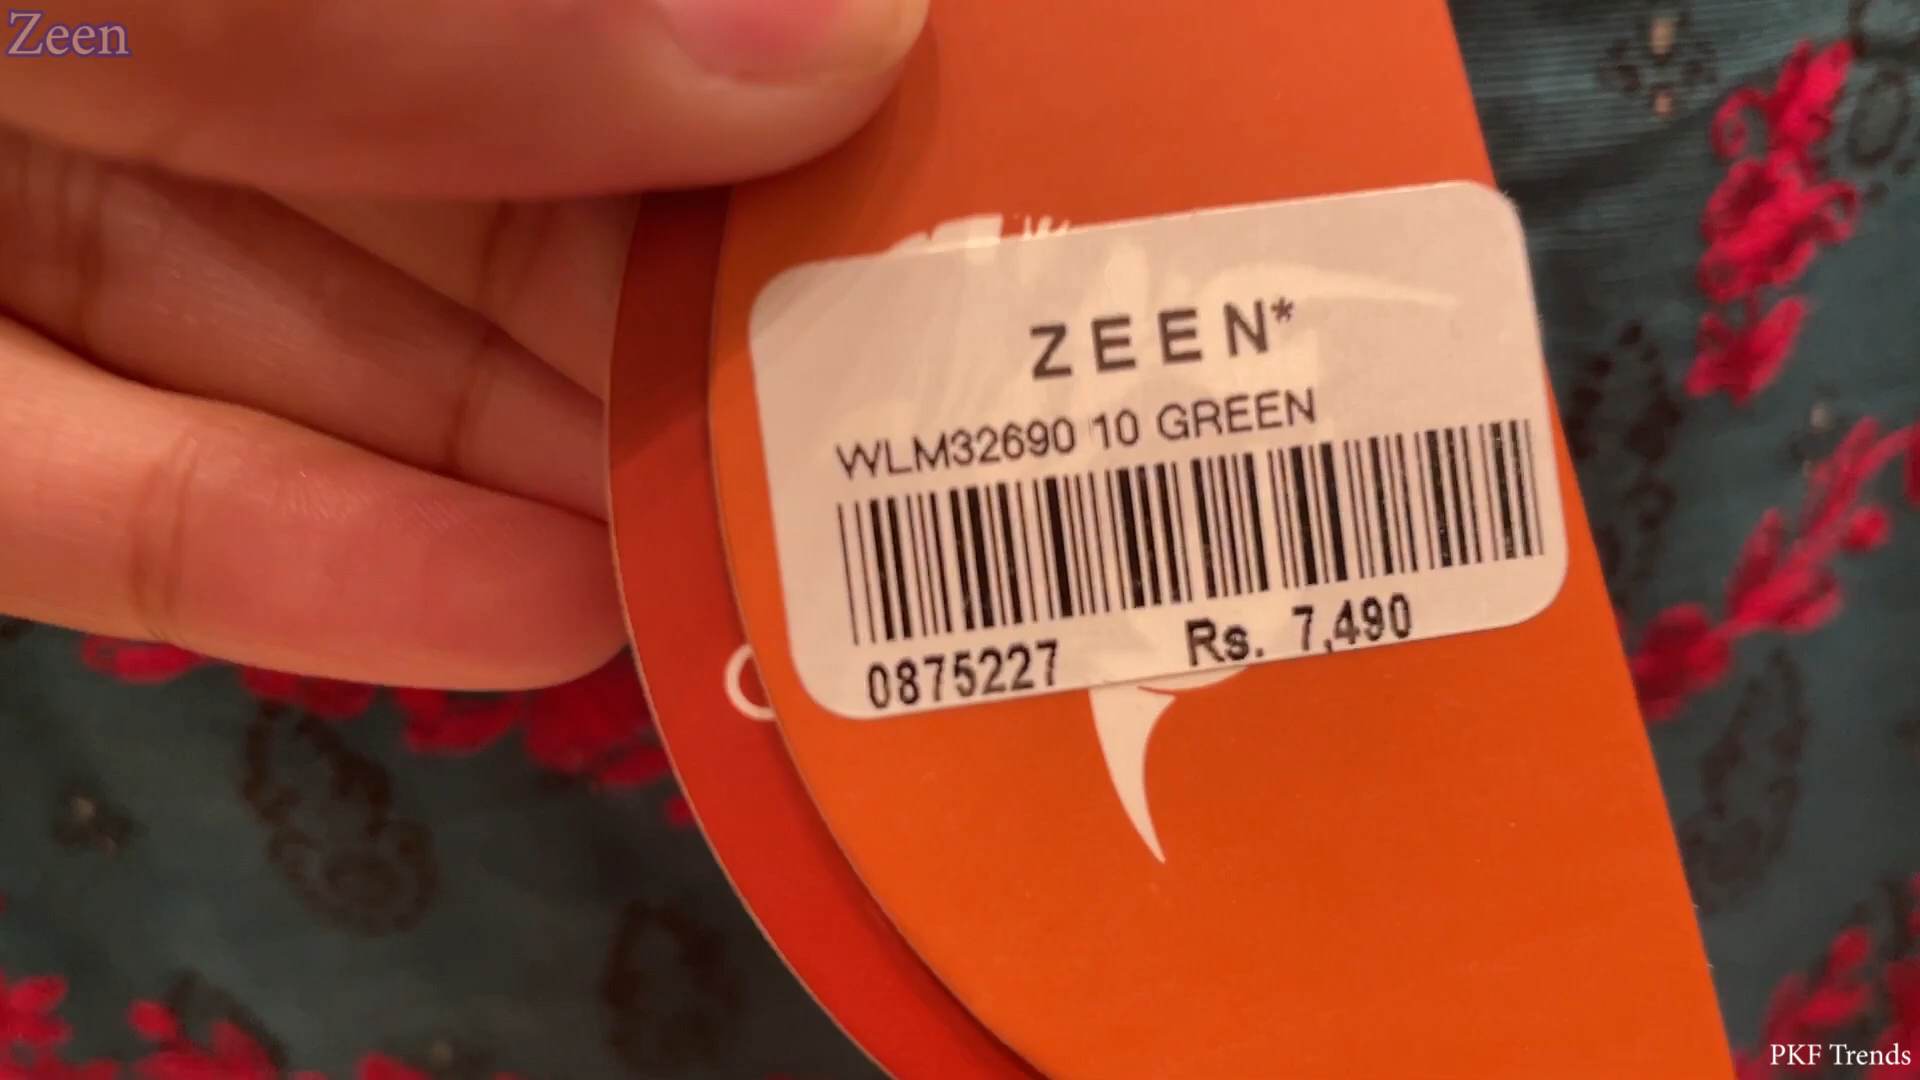 Zeen
ZEEN*
WLM32690 10 GREEN
0875227 Rs. 7,490
PKF Trends